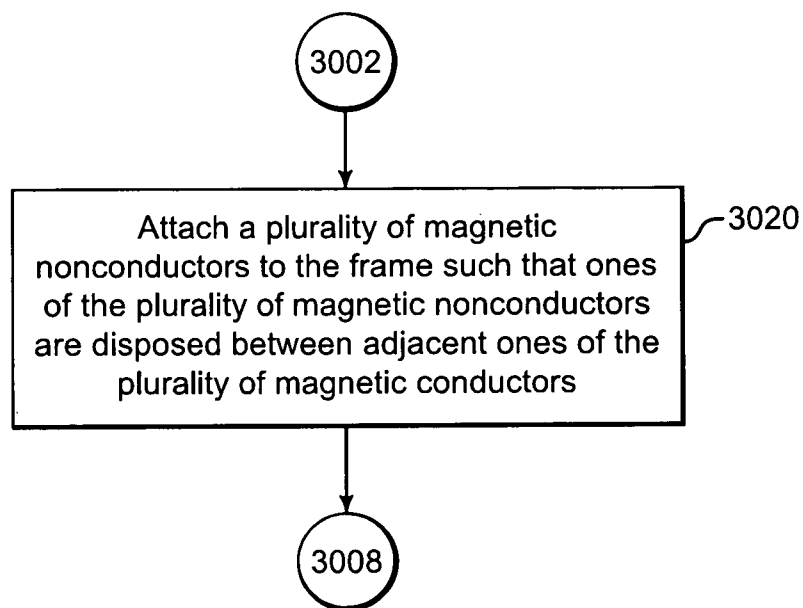 3002
Attach a plurality of magnetic
nonconductors to the frame such that ones
of the plurality of magnetic nonconductors
are disposed between adjacent ones of the
plurality of magnetic conductors
3020
3008